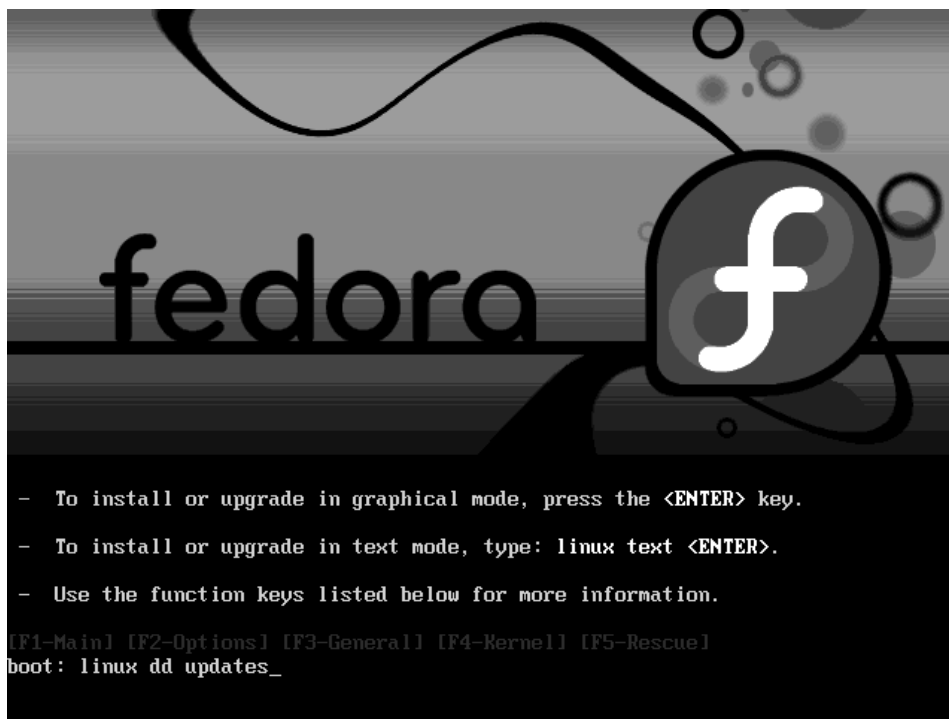 fedora
- To install or upgrade in graphical mode, press the <ENTER> key.
- To install or upgrade in text mode, type: linux text <ENTER>.
- Use the function keys listed below for more information.
[F1-Main] [F2-Options] [F3-General] [F4-Kernel] [F5-Rescue]
boot: linux dd updates_